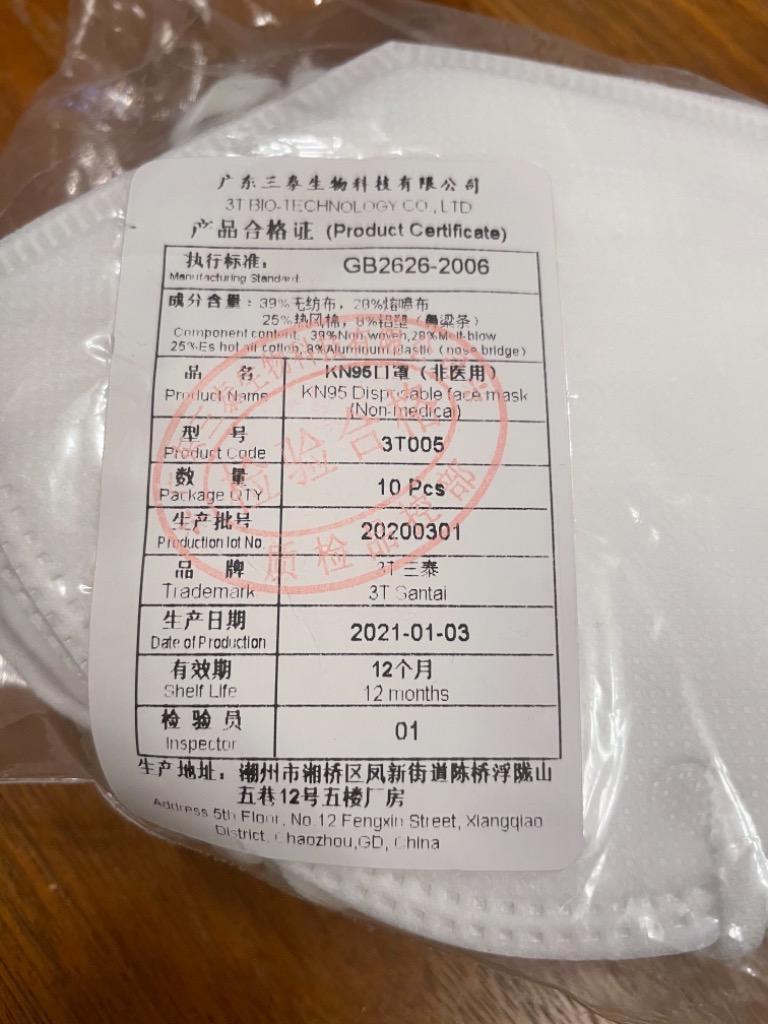 广东三泰生物科技有限公司
3T BIO-TECHNOLOGY CO.,LTD
产品合格证 (Product Certificate)
执行标准: GB2626-2006
Manufacturing Standard:
成分含量: 39%无纺布, 28%熔喷布
25%热风棉, 8%铝塑 (鼻梁条)
Component content: 39%Non-woven,28%Melt-blow
25%Es hot air cotton, 8%Aluminum plastic (nose bridge)
品 名 KN95口罩 (非医用)
Product Name KN95 Disposable face mask
(Non-medical)
型 号 3T005
Product Code
数 量 10 Pcs
Package QTY
生产批号 20200301
Production lot No.
品 牌 3T 三泰
Trademark 3T Santai
生产日期 2021-01-03
Date of Production
有效期 12个月
Shelf Life 12 months
检 验 员 01
Inspector
生产地址: 潮州市湘桥区凤新街道陈桥浮陇山
五巷12号五楼厂房
Address 5th Floor, No.12 Fengxin Street, Xiangqiao
District, Chaozhou,GD, China
检验合格
质检品控部